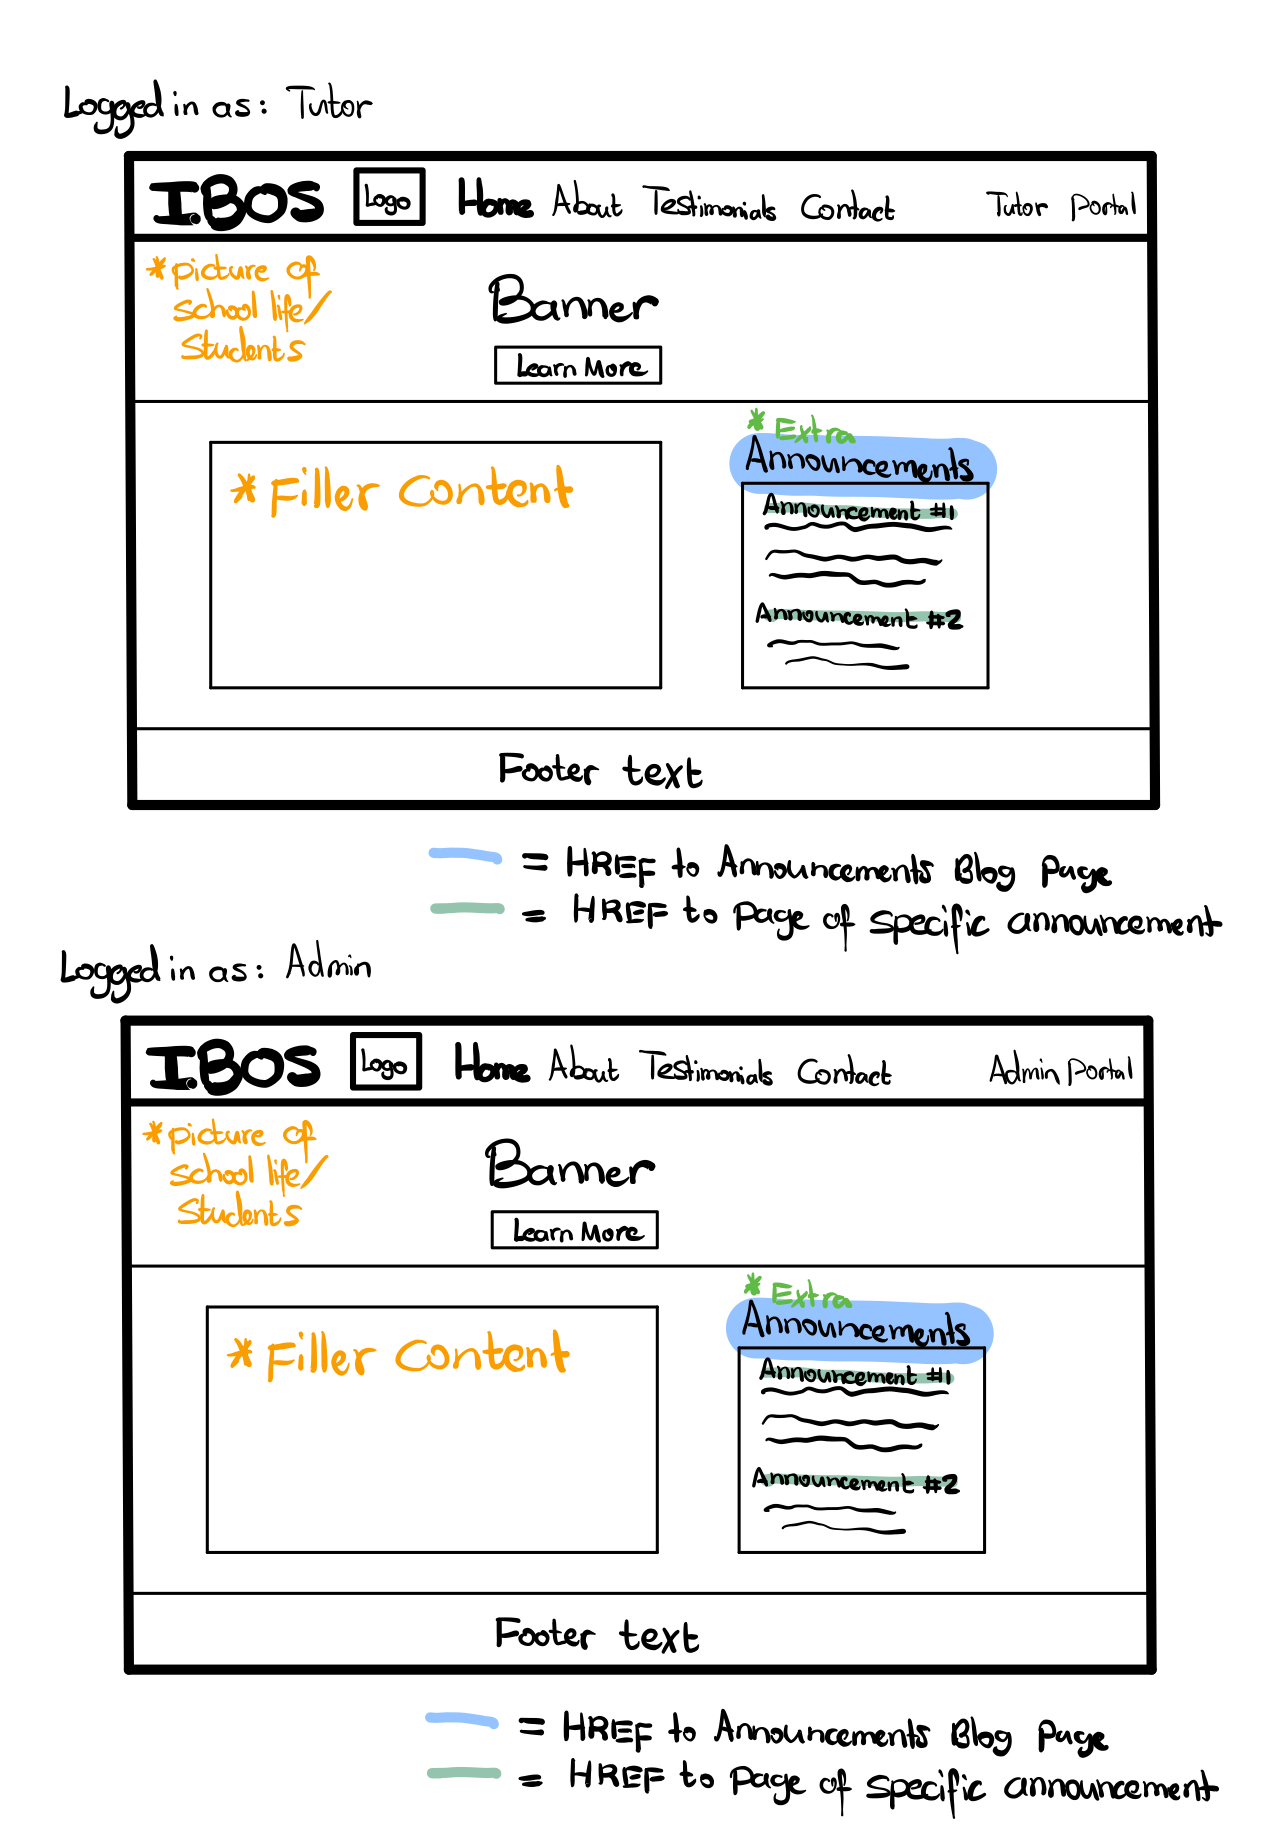 Logged in as: Tutor
IBOS Logo Home About Testimonials Contact Tutor Portal
*picture of
school life/
students
Banner
Learn More
*Filler Content
*Extra
Announcements
Announcement #1
Announcement #2
Footer text
= HREF to Announcements Blog Page
= HREF to Page of specific announcement
Logged in as: Admin
IBOS Logo Home About Testimonials Contact Admin Portal
*picture of
school life/
students
Banner
Learn More
*Filler Content
*Extra
Announcements
Announcement #1
Announcement #2
Footer text
= HREF to Announcements Blog Page
= HREF to Page of specific announcement